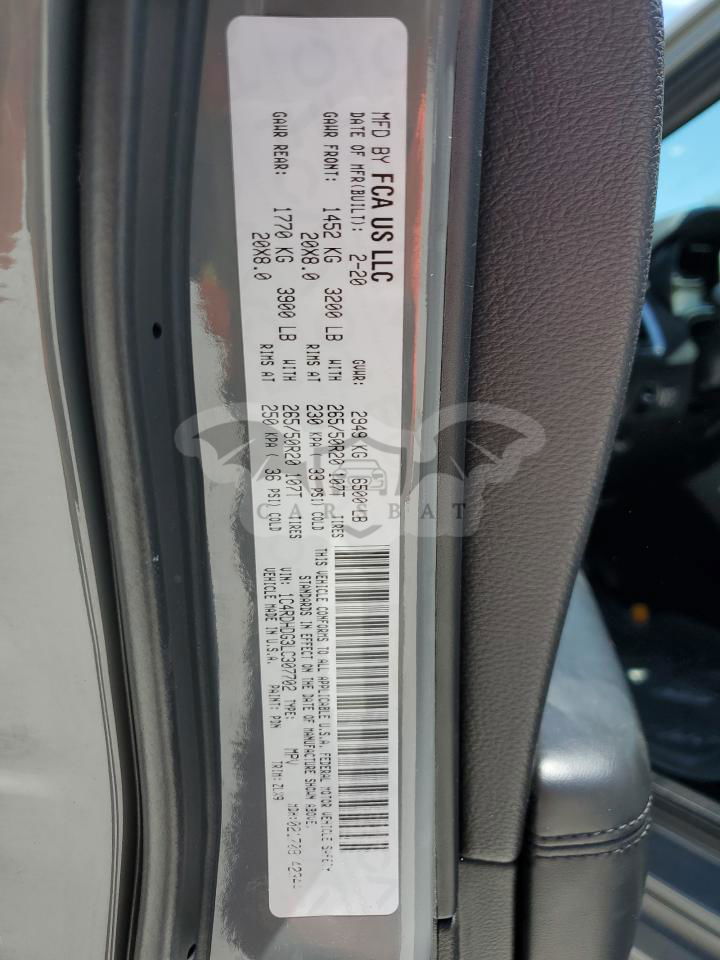 MFD BY FCA US LLC
DATE OF MFR(BUILT): 2-20 GVWR: 2949 KG 6500 LB
GAWR FRONT: 1452 KG 3200 LB WITH 265/50R20 107T TIRES
20X8.0 RIMS AT 230 KPA ( 33 PSI) COLD
GAWR REAR: 1770 KG 3900 LB WITH 265/50R20 107T TIRES
20X8.0 RIMS AT 250 KPA ( 36 PSI) COLD
THIS VEHICLE CONFORMS TO ALL APPLICABLE U.S.A. FEDERAL MOTOR VEHICLE SAFETY
STANDARDS IN EFFECT ON THE DATE OF MANUFACTURE SHOWN ABOVE.
VIN: 1C4RDHDG3LC307702 TYPE: MPV
VEHICLE MADE IN U.S.A. PAINT: PDN TRIM: ZLX9
CARSBAT